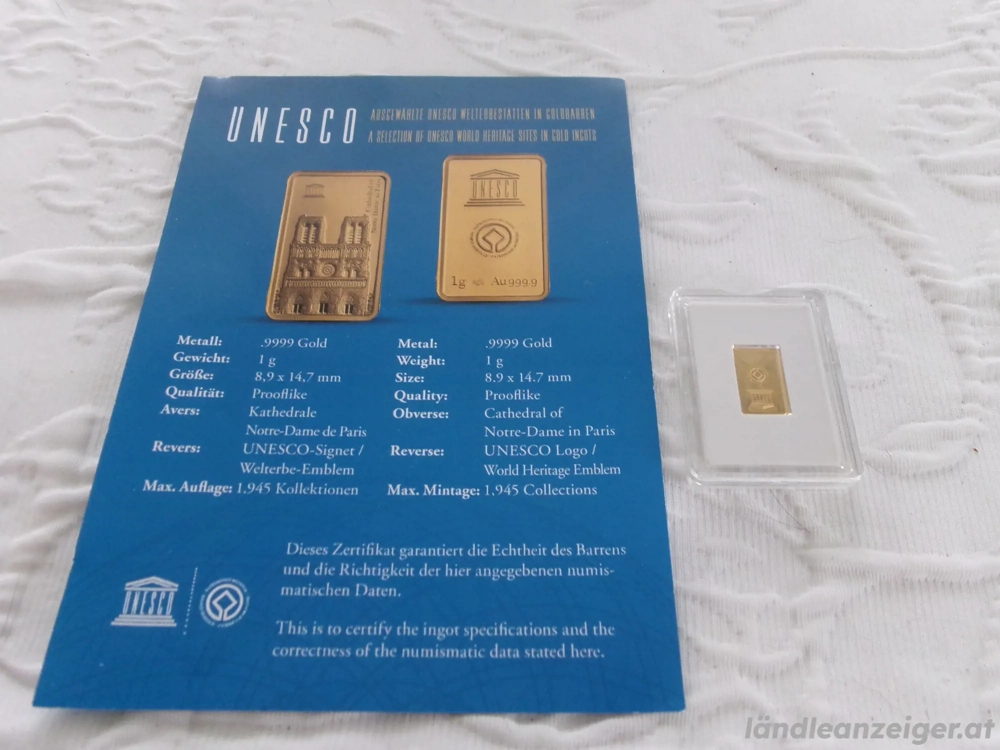 UNESCO
AUSGEWÄHLTE UNESCO WELTERBESTÄTTEN IN GOLDBARREN
A SELECTION OF UNESCO WORLD HERITAGE SITES IN GOLD INGOTS
UNESCO
1g Au999.9
Metall: .9999 Gold
Gewicht: 1 g
Größe: 8,9 x 14,7 mm
Qualität: Prooflike
Avers: Kathedrale
Notre-Dame de Paris
Revers: UNESCO-Signet /
Welterbe-Emblem
Max. Auflage: 1.945 Kollektionen
Metal: .9999 Gold
Weight: 1 g
Size: 8.9 x 14.7 mm
Quality: Prooflike
Obverse: Cathedral of
Notre-Dame in Paris
Reverse: UNESCO Logo /
World Heritage Emblem
Max. Mintage: 1.945 Collections
Dieses Zertifikat garantiert die Echtheit des Barrens
und die Richtigkeit der hier angegebenen numis-
matischen Daten.
This is to certify the ingot specifications and the
correctness of the numismatic data stated here.
UNESCO
ländleanzeiger.at